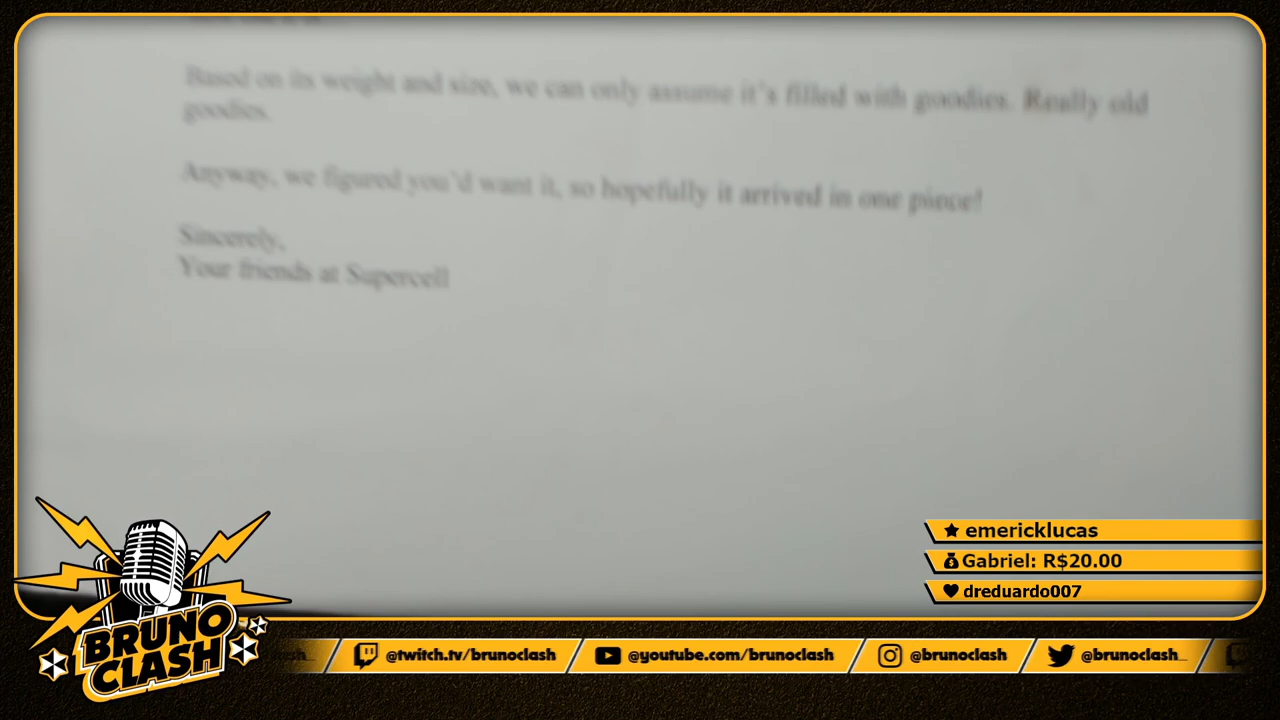 Based on its weight and size, we can only assume it's filled with goodies. Really old
goodies.
Anyway, we figured you'd want it, so hopefully it arrived in one piece!
Sincerely,
Your friends at Supercell
emericklucas
Gabriel: R$20.00
dreduardo007
BRUNO
CLASH
@twitch.tv/brunoclash
@youtube.com/brunoclash
@brunoclash
@brunoclash_